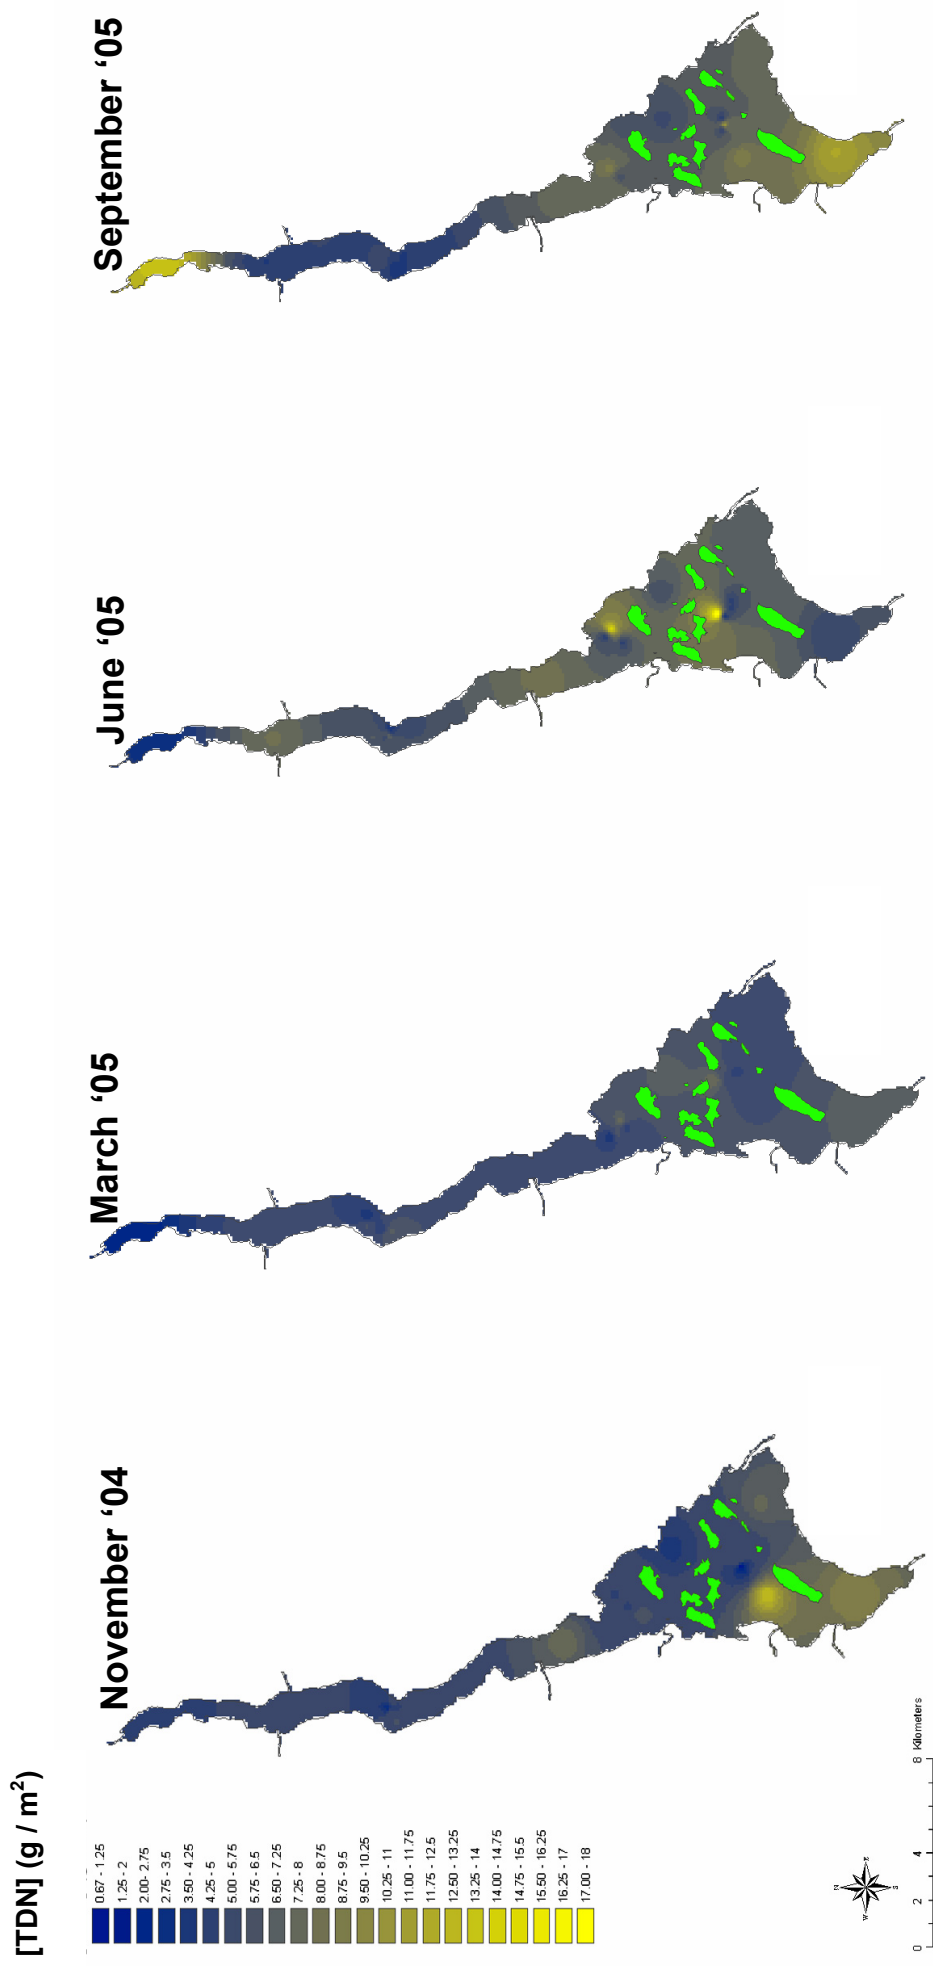 [TDN] (g / m²)
0.67 - 1.25
1.25 - 2
2.00- 2.75
2.75 - 3.5
3.50 - 4.25
4.25 - 5
5.00 - 5.75
5.75 - 6.5
6.50 - 7.25
7.25 - 8
8.00 - 8.75
8.75 - 9.5
9.50 - 10.25
10.25 - 11
11.00 - 11.75
11.75 - 12.5
12.50 - 13.25
13.25 - 14
14.00 - 14.75
14.75 - 15.5
15.50 - 16.25
16.25 - 17
17.00 - 18
November ‘04
March ‘05
June ‘05
September ‘05
N
W
E
S
0 2 4 8 Kilometers